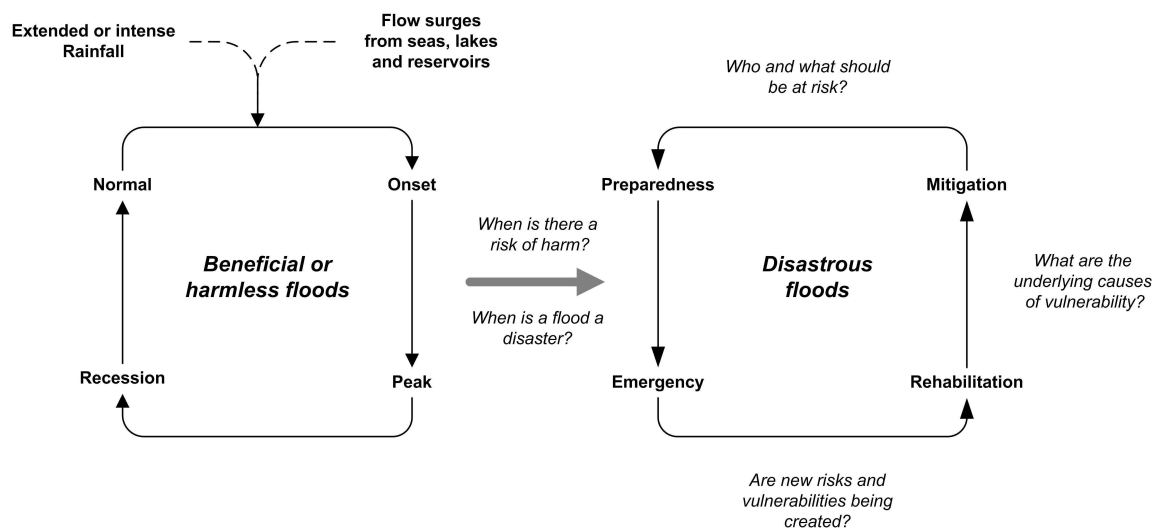 Extended or intense
Rainfall
Flow surges
from seas, lakes
and reservoirs
Normal
Onset
Beneficial or
harmless floods
Recession
Peak
When is there a
risk of harm?
When is a flood a
disaster?
Who and what should
be at risk?
Preparedness
Mitigation
Disastrous
floods
What are the
underlying causes
of vulnerability?
Emergency
Rehabilitation
Are new risks and
vulnerabilities being
created?